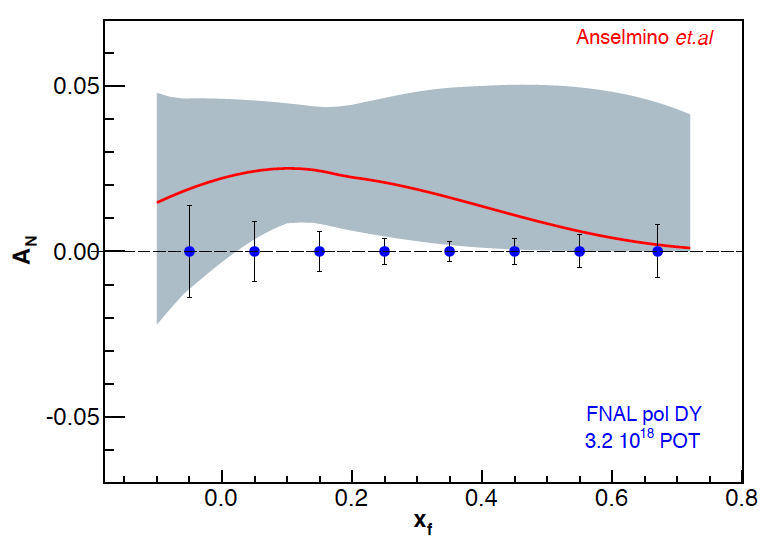 Anselmino et.al
0.05
0.00
-0.05
A_N
FNAL pol DY
3.2 10^18 POT
0.0 0.2 0.4 0.6 0.8
x_f